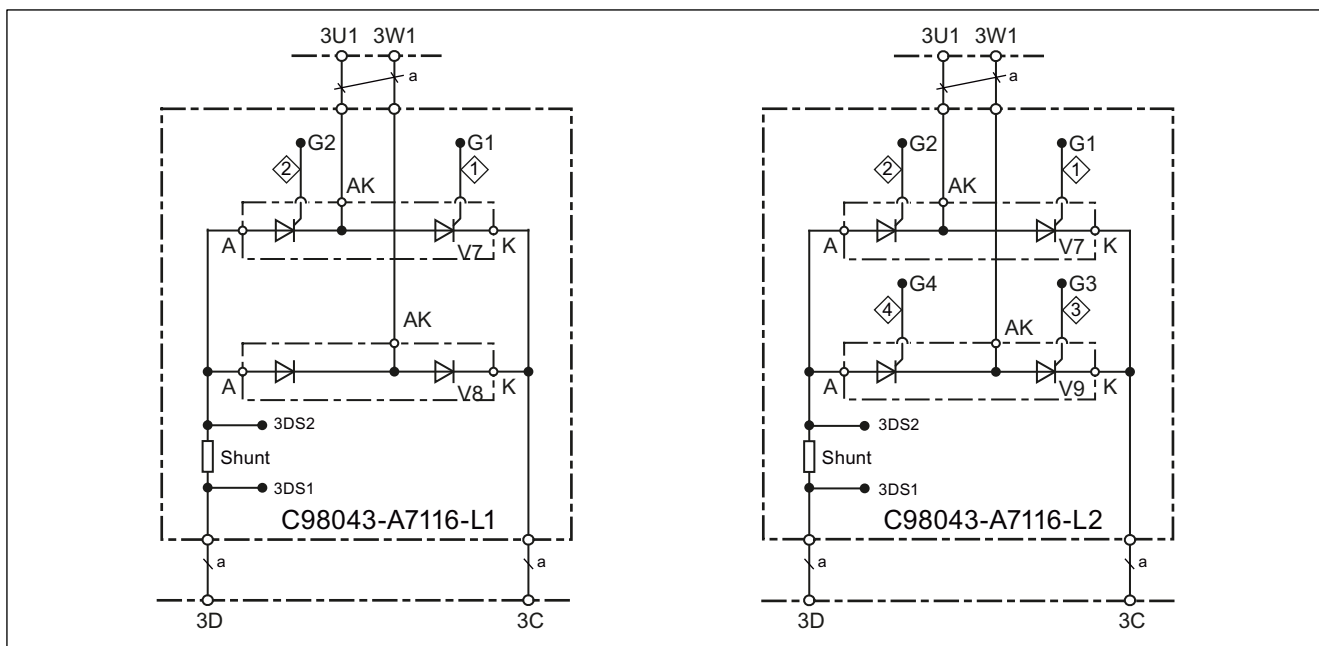 3U1 3W1
a
G2 G1
2 1
AK
A V7 K
AK
A V8 K
3DS2
Shunt
3DS1
C98043-A7116-L1
a a
3D 3C
3U1 3W1
a
G2 G1
2 1
AK
A V7 K
G4 G3
4 3
AK
A V9 K
3DS2
Shunt
3DS1
C98043-A7116-L2
a a
3D 3C